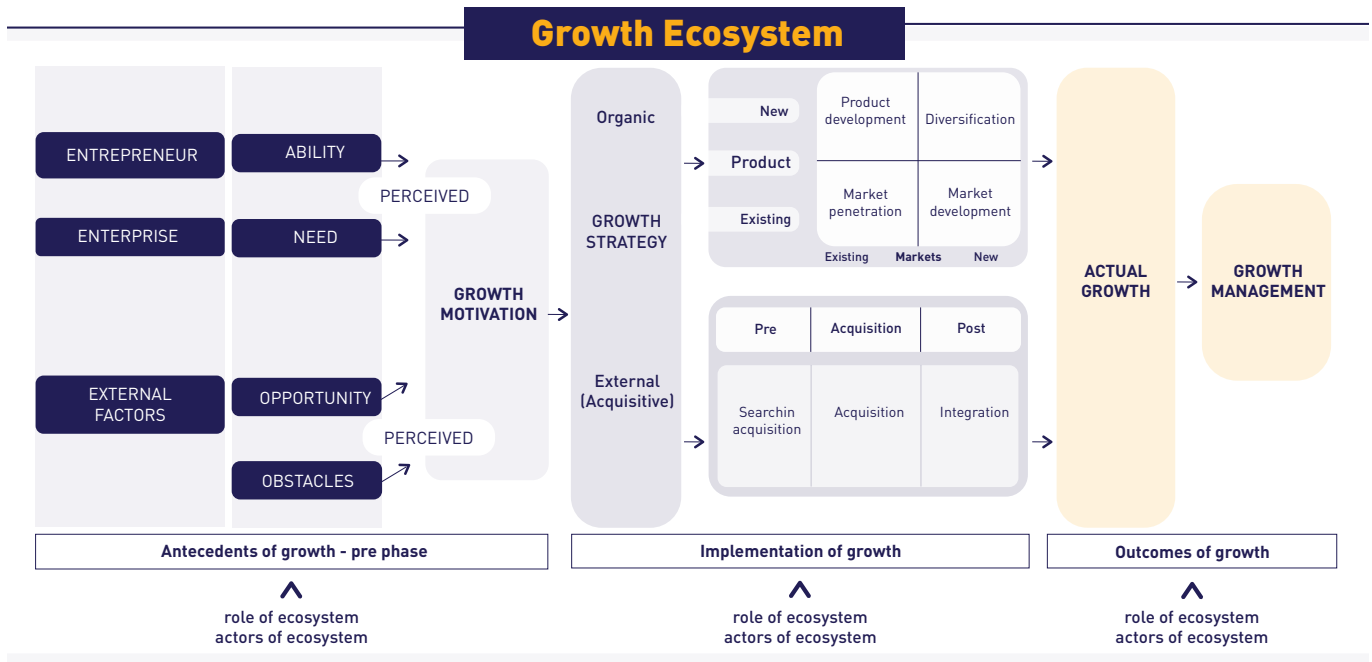 Growth Ecosystem
ENTREPRENEUR
ENTERPRISE
EXTERNAL
FACTORS
ABILITY
NEED
OPPORTUNITY
OBSTACLES
PERCEIVED
PERCEIVED
GROWTH
MOTIVATION
Organic
GROWTH
STRATEGY
External
(Acquisitive)
New
Product
Existing
Product
development
Diversification
Market
penetration
Market
development
Existing
Markets
New
Pre
Acquisition
Post
Searchin
acquisition
Acquisition
Integration
ACTUAL
GROWTH
GROWTH
MANAGEMENT
Antecedents of growth - pre phase
Implementation of growth
Outcomes of growth
role of ecosystem
actors of ecosystem
role of ecosystem
actors of ecosystem
role of ecosystem
actors of ecosystem